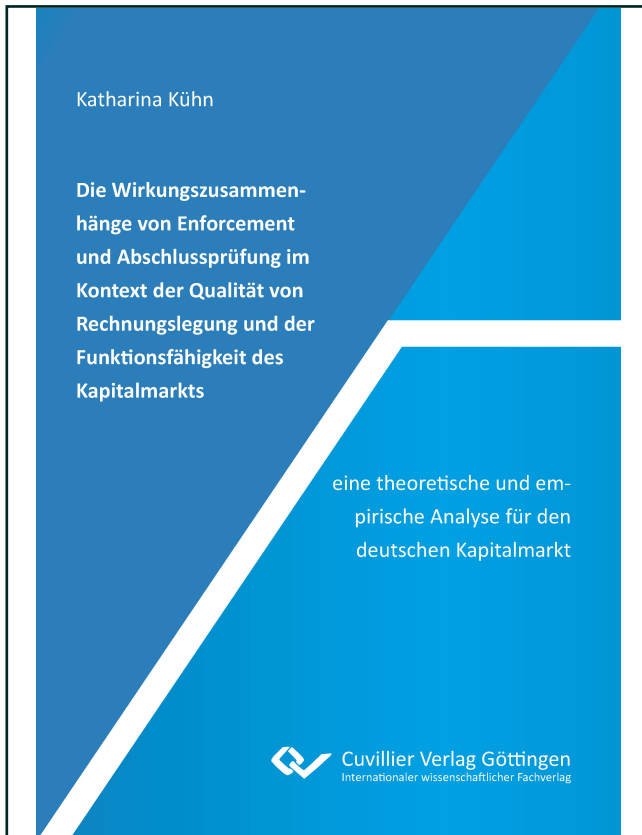 Katharina Kühn
Die Wirkungszusammen-
hänge von Enforcement
und Abschlussprüfung im
Kontext der Qualität von
Rechnungslegung und der
Funktionsfähigkeit des
Kapitalmarkts
eine theoretische und em-
pirische Analyse für den
deutschen Kapitalmarkt
Cuvillier Verlag Göttingen
Internationaler wissenschaftlicher Fachverlag